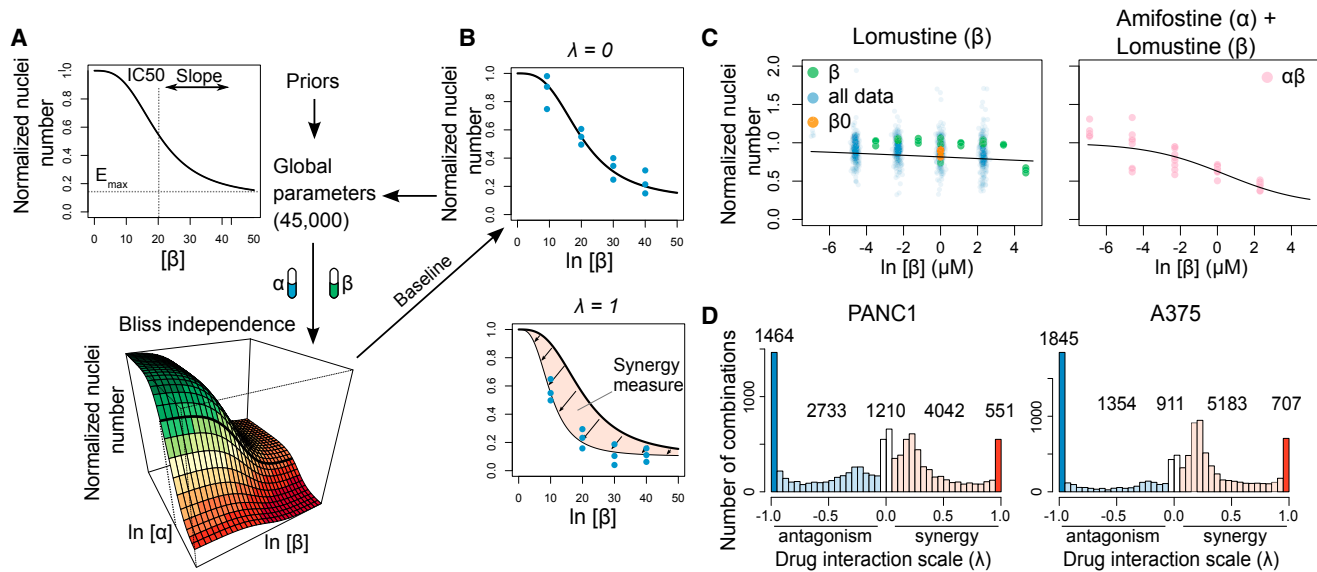 A
Normalized nuclei
number
1.0
0.8
0.6
0.4
0.2
0.0
IC50
Slope
E max
0 10 20 30 40 50
[β]
Priors
Global
parameters
(45,000)
α
β
Bliss independence
Normalized nuclei
number
ln [α]
ln [β]
Baseline
B
λ = 0
Normalized nuclei
number
1.0
0.8
0.6
0.4
0.2
0.0
0 10 20 30 40 50
ln [β]
λ = 1
Synergy
measure
1.0
0.8
0.6
0.4
0.2
0.0
0 10 20 30 40 50
ln [β]
C
Lomustine (β)
Normalized nuclei
number
2.0
1.5
1.0
0.5
0.0
β
all data
β0
-6 -4 -2 0 2 4
ln [β] (µM)
Amifostine (α) +
Lomustine (β)
αβ
-6 -4 -2 0 2 4
ln [β] (µM)
D
PANC1
Number of combinations
1464
2733 1210 4042 551
1000
0
-1.0 -0.5 0.0 0.5 1.0
antagonism synergy
Drug interaction scale (λ)
A375
1845
1354 911 5183 707
1000
0
-1.0 -0.5 0.0 0.5 1.0
antagonism synergy
Drug interaction scale (λ)